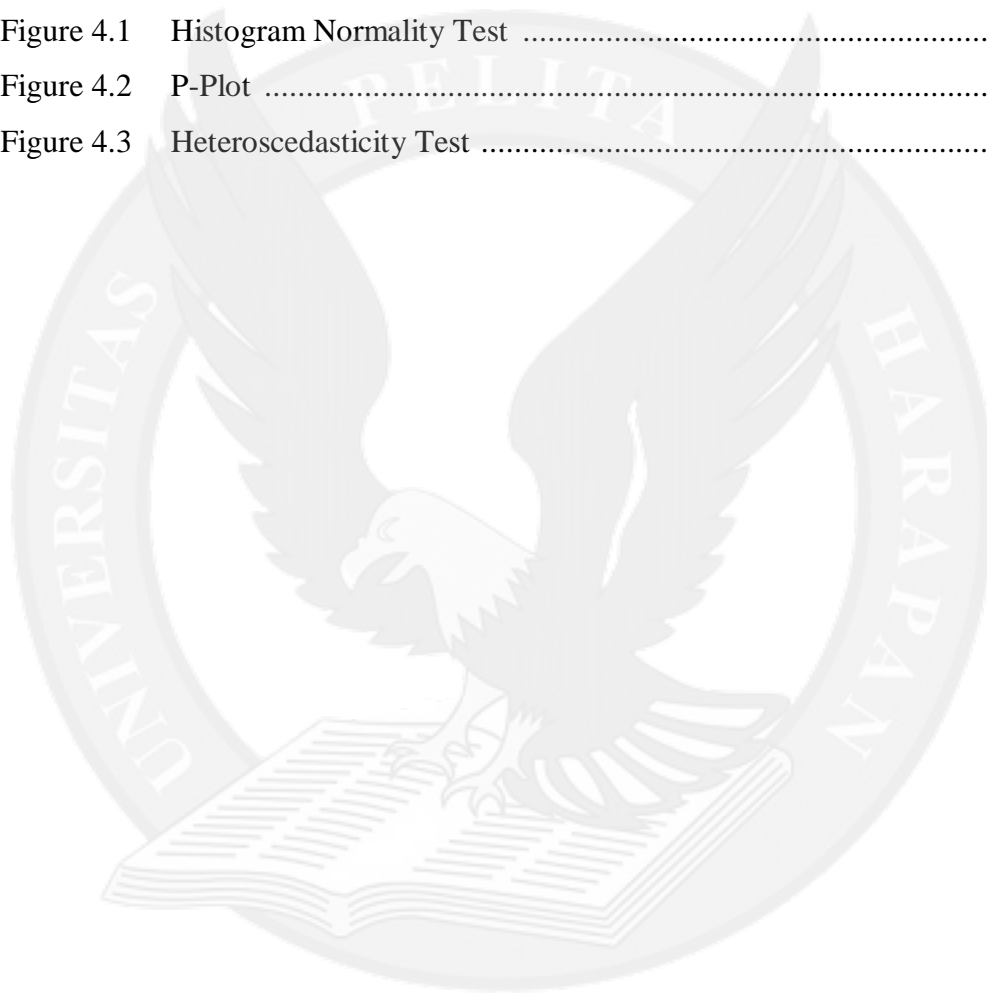 Figure 4.1 Histogram Normality Test ........................................................
Figure 4.2 P-Plot ........................................................................................
Figure 4.3 Heteroscedasticity Test .............................................................
UNIVERSITAS PELITA HARAPAN